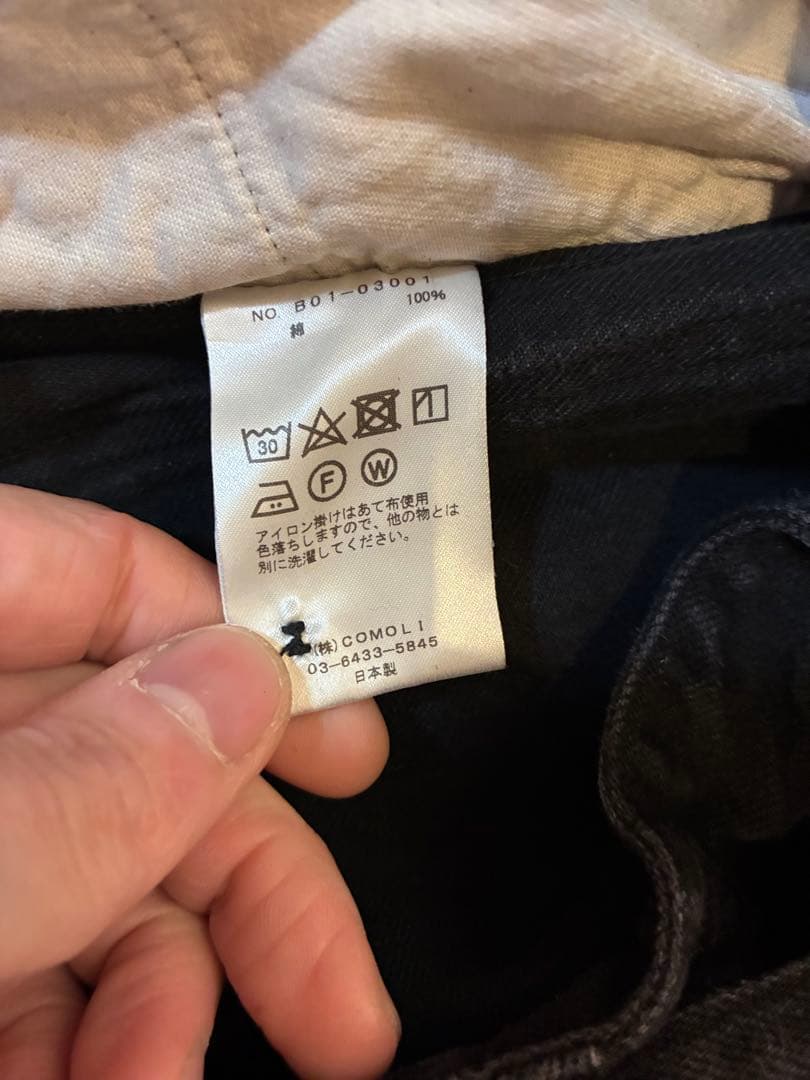 NO. B01-03001
綿 100%
30
F W
アイロン掛けはあて布使用
色落ちしますので、他の物とは
別に洗濯してください。
(株)COMOLI
03-6433-5845
日本製